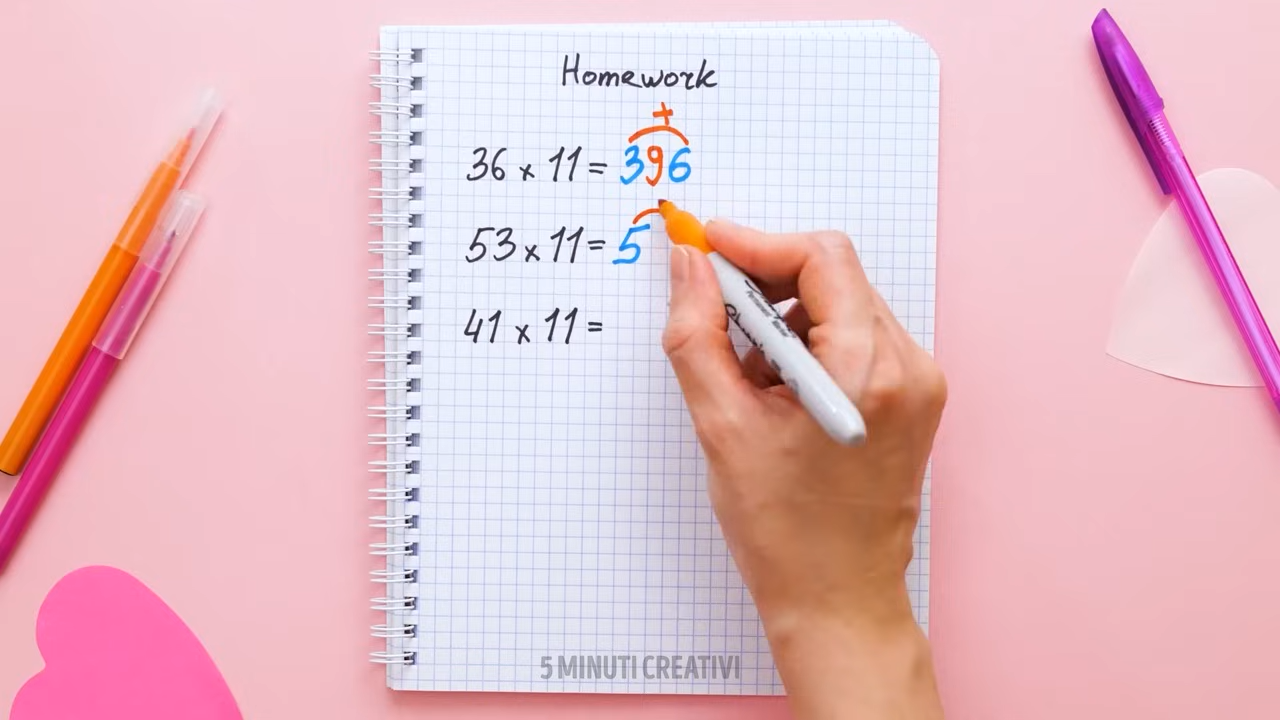 Homework
+
36 x 11 = 396
53 x 11 = 5
41 x 11 =
5 MINUTI CREATIVI